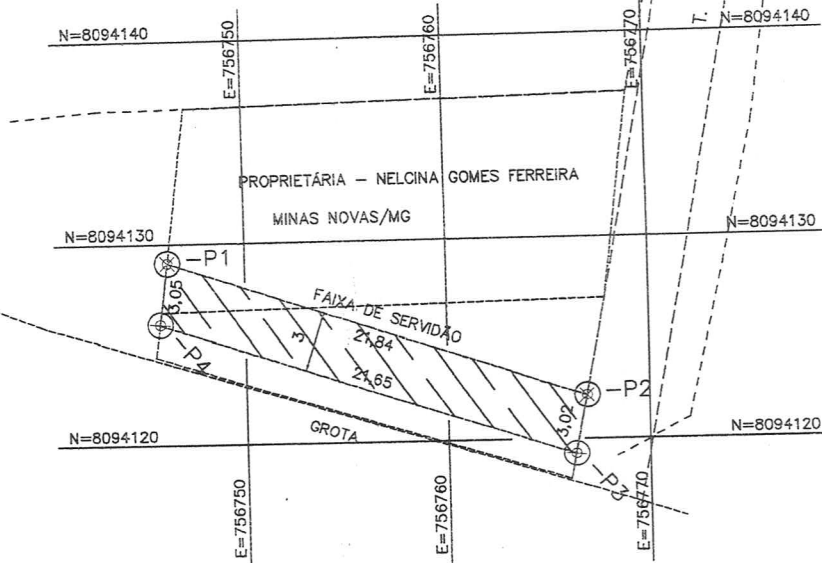 N=8094140
E=756750
E=756760
E=756770
T.
N=8094140
PROPRIETÁRIA – NELCINA GOMES FERREIRA
MINAS NOVAS/MG
N=8094130
N=8094130
–P1
FAIXA DE SERVIDÃO
3,05
3
21,84
–P4
21,65
–P2
3,02
N=8094120
GROTA
N=8094120
–P3
E=756750
E=756760
E=756770